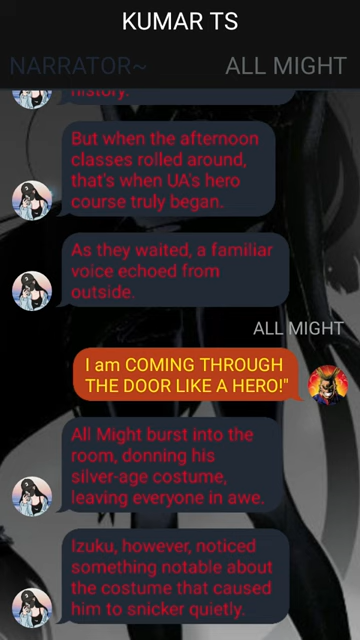 KUMAR TS
NARRATOR~
ALL MIGHT
history.
But when the afternoon
classes rolled around,
that's when UA's hero
course truly began.
As they waited, a familiar
voice echoed from
outside.
ALL MIGHT
I am COMING THROUGH
THE DOOR LIKE A HERO!"
All Might burst into the
room, donning his
silver-age costume,
leaving everyone in awe.
Izuku, however, noticed
something notable about
the costume that caused
him to snicker quietly.